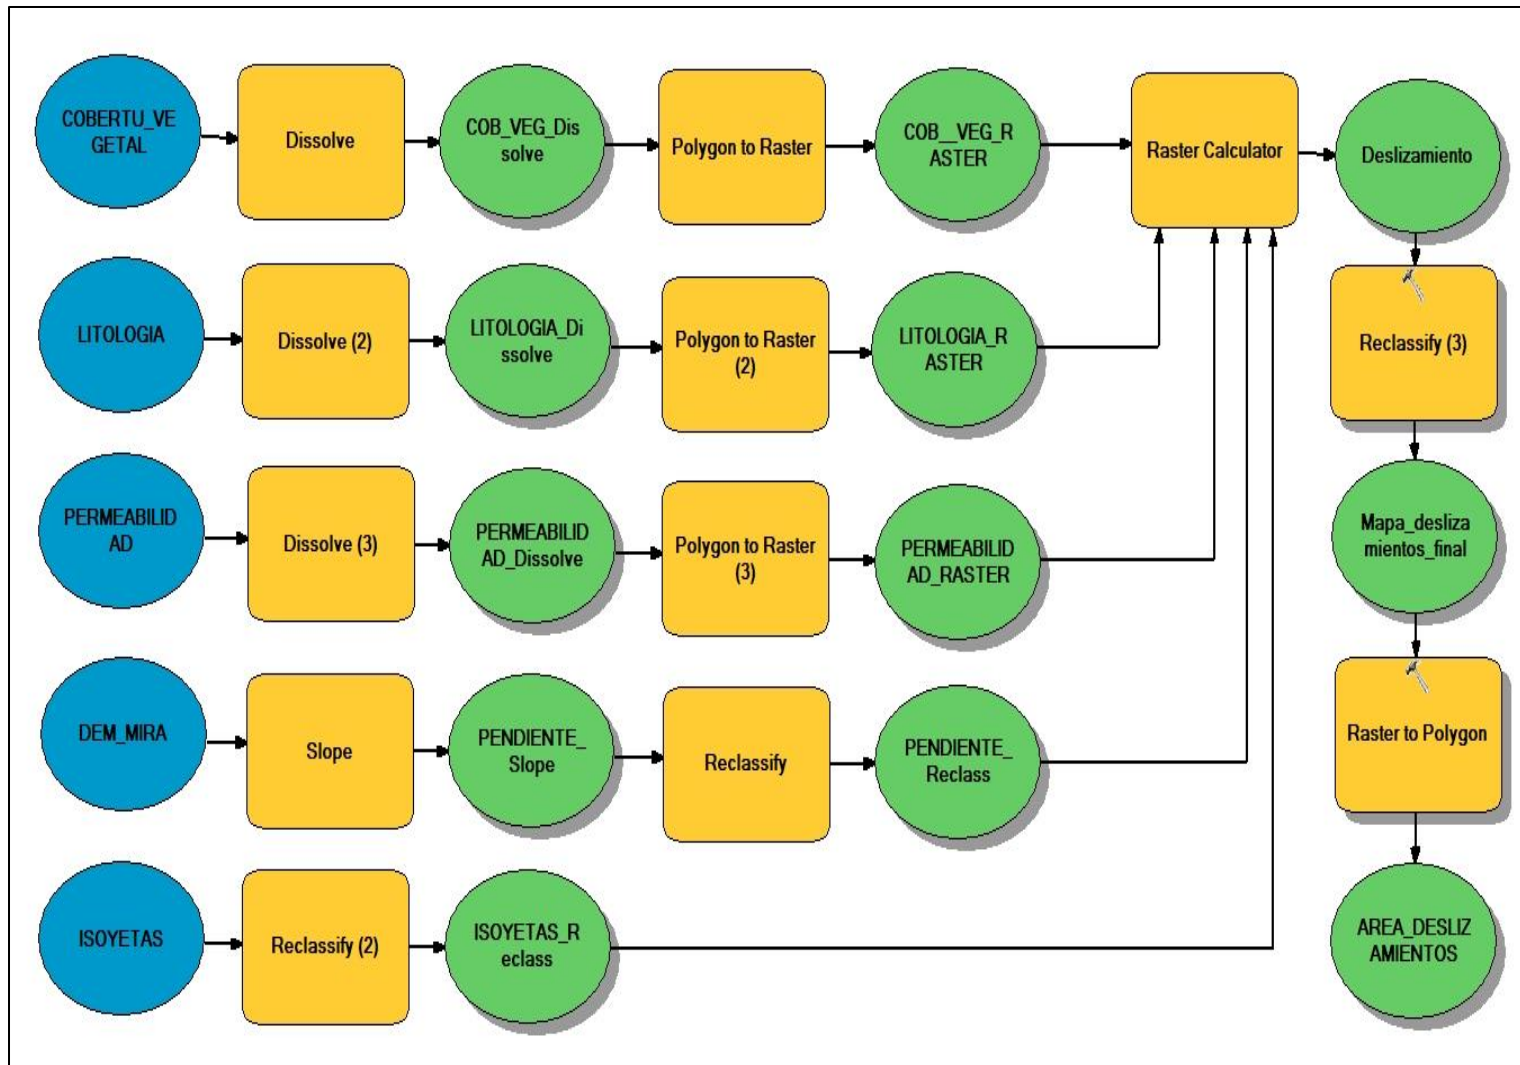 COBERTU_VE
GETAL
Dissolve
COB_VEG_Dis
solve
Polygon to Raster
COB__VEG_R
ASTER
Raster Calculator
Deslizamiento
LITOLOGIA
Dissolve (2)
LITOLOGIA_Di
ssolve
Polygon to Raster
(2)
LITOLOGIA_R
ASTER
Reclassify (3)
PERMEABILID
AD
Dissolve (3)
PERMEABILID
AD_Dissolve
Polygon to Raster
(3)
PERMEABILID
AD_RASTER
Mapa_desliza
mientos_final
DEM_MIRA
Slope
PENDIENTE_
Slope
Reclassify
PENDIENTE_
Reclass
Raster to Polygon
ISOYETAS
Reclassify (2)
ISOYETAS_R
eclass
AREA_DESLIZ
AMIENTOS